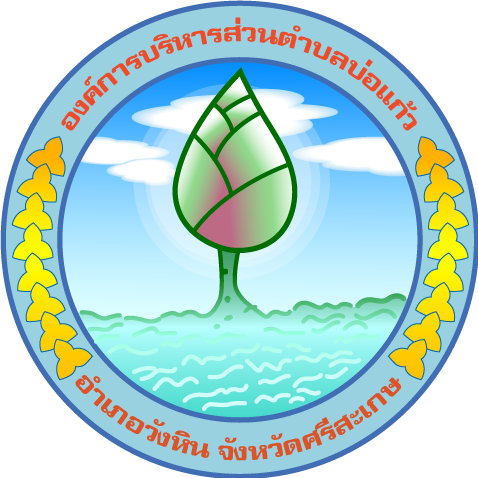 องค์การบริหารส่วนตำบลบ่อแก้ว
อำเภอวังหิน จังหวัดศรีสะเกษ